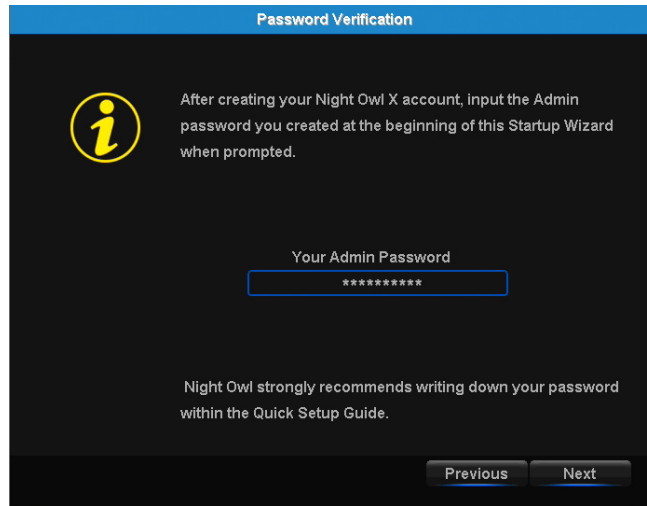 Password Verification
After creating your Night Owl X account, input the Admin
password you created at the beginning of this Startup Wizard
when prompted.
Your Admin Password
**********
Night Owl strongly recommends writing down your password
within the Quick Setup Guide.
Previous Next